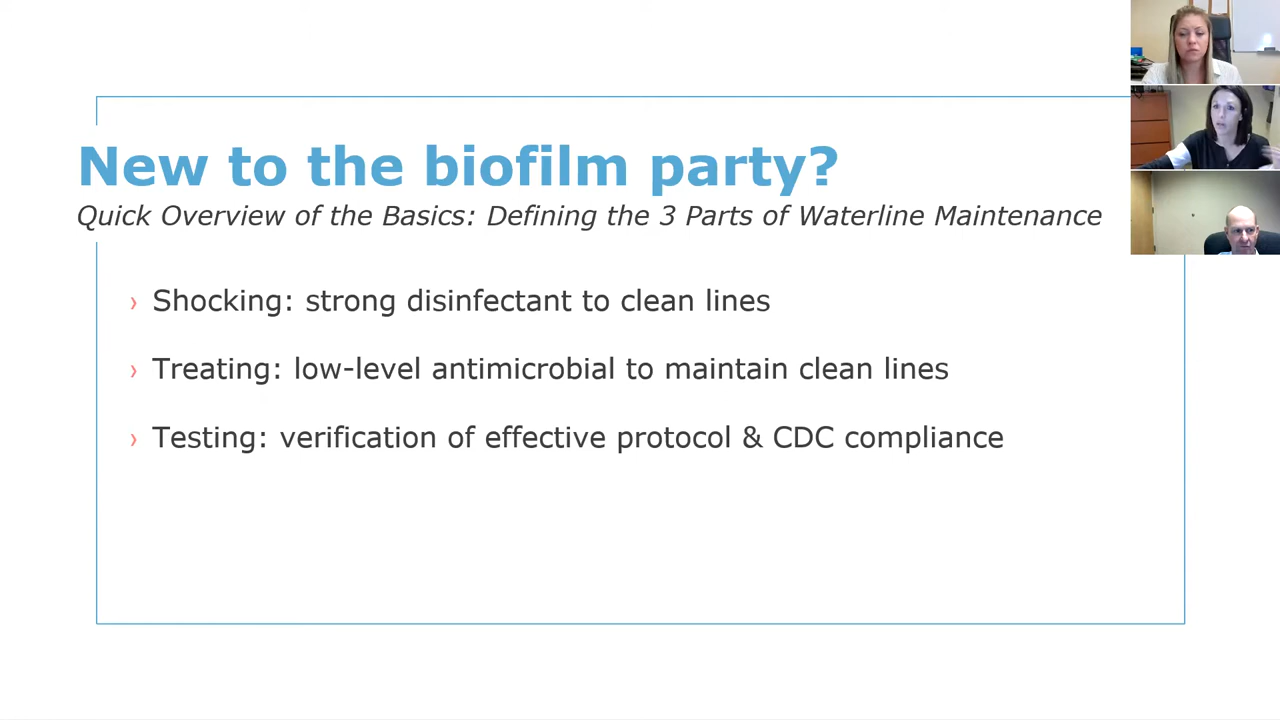 New to the biofilm party?
Quick Overview of the Basics: Defining the 3 Parts of Waterline Maintenance
› Shocking: strong disinfectant to clean lines
› Treating: low-level antimicrobial to maintain clean lines
› Testing: verification of effective protocol & CDC compliance